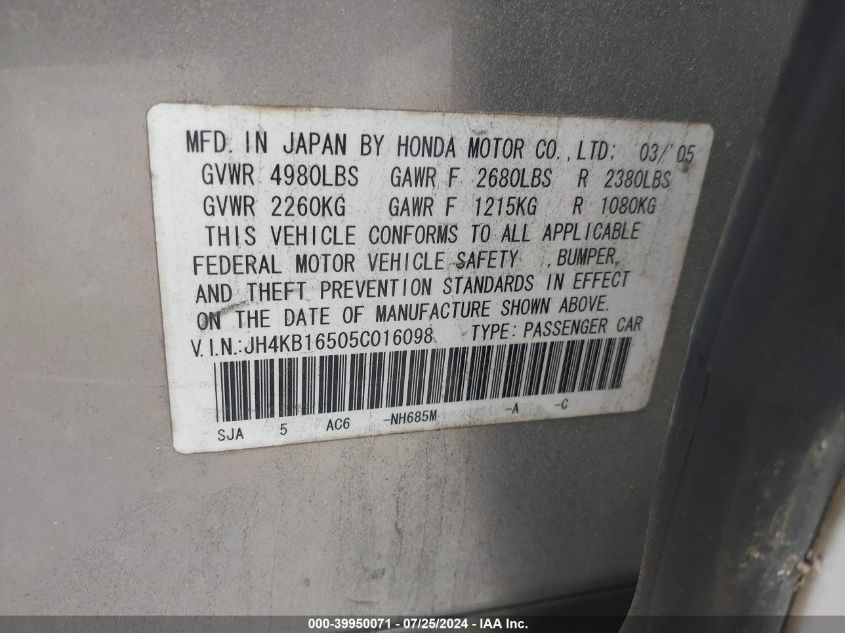 MFD. IN JAPAN BY HONDA MOTOR CO.,LTD; 03/'05
GVWR 4980LBS GAWR F 2680LBS R 2380LBS
GVWR 2260KG GAWR F 1215KG R 1080KG
THIS VEHICLE CONFORMS TO ALL APPLICABLE
FEDERAL MOTOR VEHICLE SAFETY ,BUMPER,
AND THEFT PREVENTION STANDARDS IN EFFECT
ON THE DATE OF MANUFACTURE SHOWN ABOVE.
V.I.N.:JH4KB16505C016098 TYPE: PASSENGER CAR
SJA 5 AC6 -NH685M -A -C
000-39950071 - 07/25/2024 - IAA Inc.